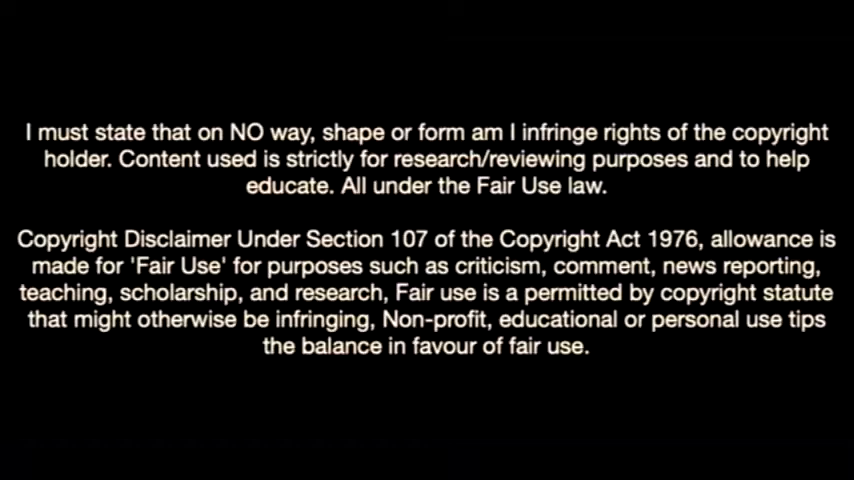 I must state that on NO way, shape or form am I infringe rights of the copyright
holder. Content used is strictly for research/reviewing purposes and to help
educate. All under the Fair Use law.
Copyright Disclaimer Under Section 107 of the Copyright Act 1976, allowance is
made for 'Fair Use' for purposes such as criticism, comment, news reporting,
teaching, scholarship, and research, Fair use is a permitted by copyright statute
that might otherwise be infringing, Non-profit, educational or personal use tips
the balance in favour of fair use.